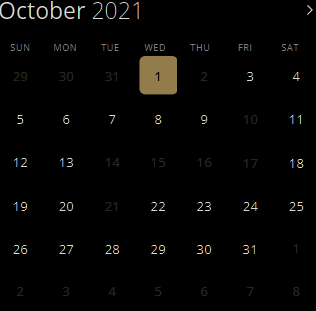 October 2021
SUN MON TUE WED THU FRI SAT
29 30 31 1 2 3 4
5 6 7 8 9 10 11
12 13 14 15 16 17 18
19 20 21 22 23 24 25
26 27 28 29 30 31 1
2 3 4 5 6 7 8